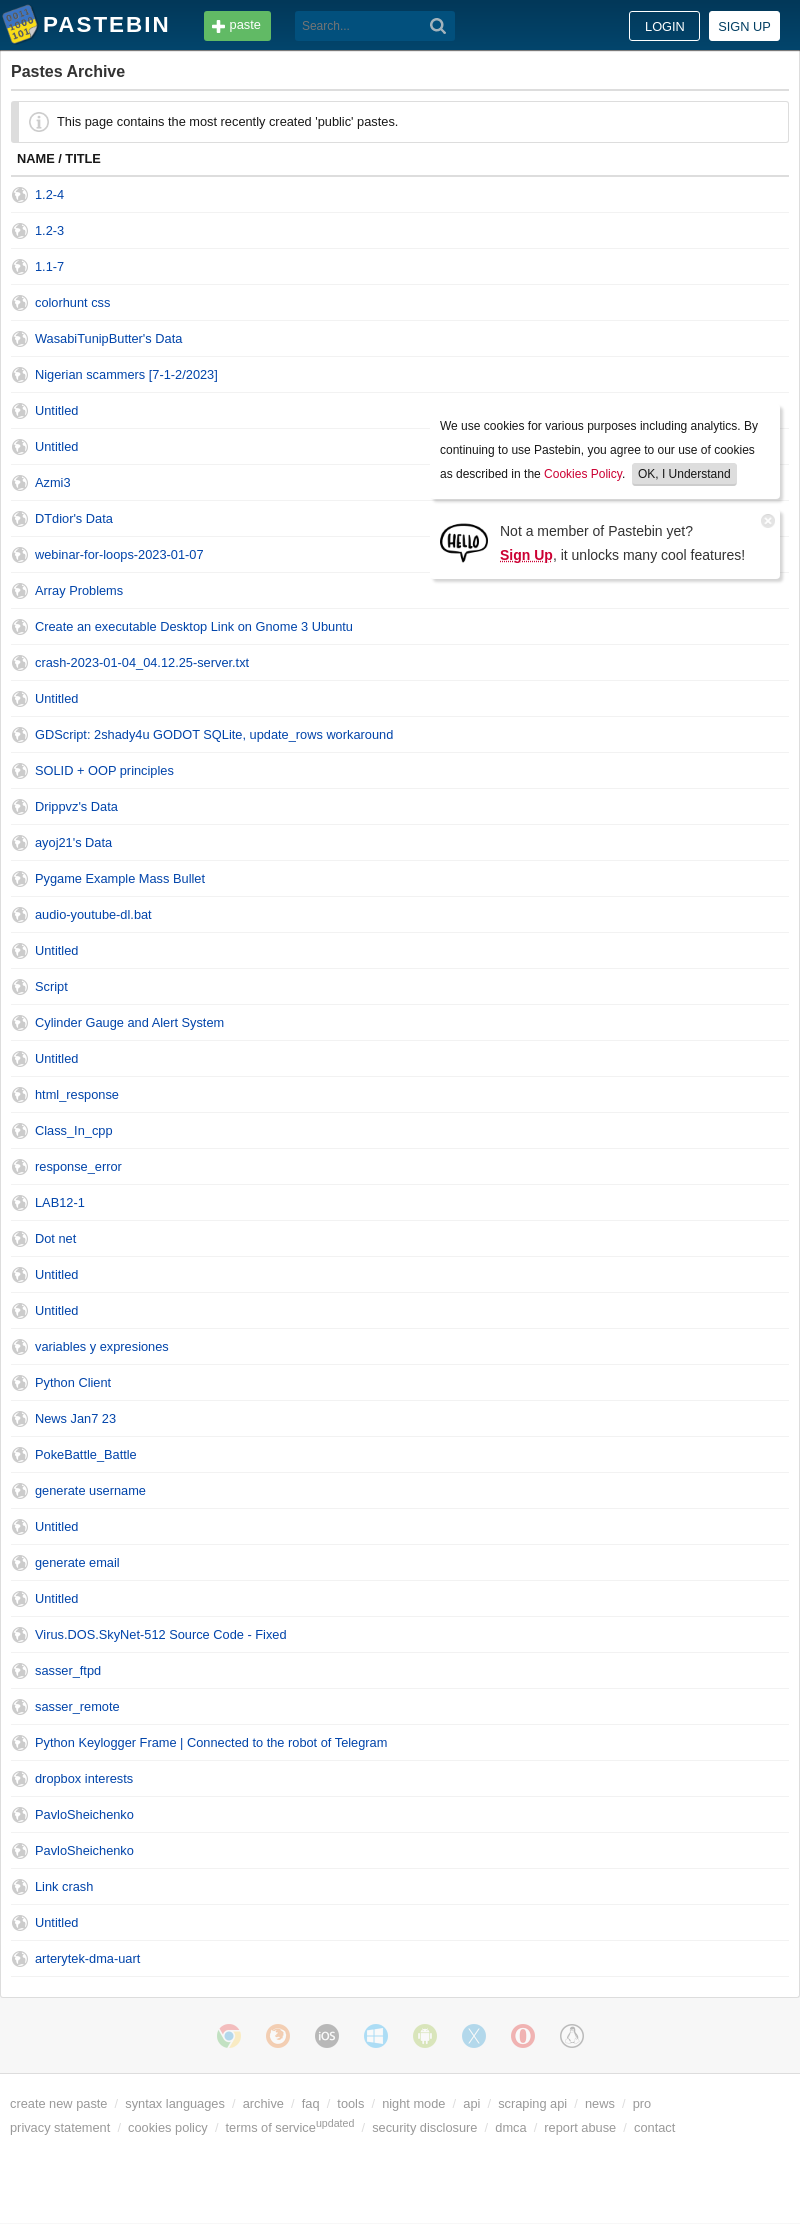 PASTEBIN paste Search... LOGIN SIGN UP
Pastes Archive
This page contains the most recently created 'public' pastes.
NAME / TITLE
1.2-4
1.2-3
1.1-7
colorhunt css
WasabiTunipButter's Data
Nigerian scammers [7-1-2/2023]
Untitled
Untitled
Azmi3
DTdior's Data
webinar-for-loops-2023-01-07
Array Problems
We use cookies for various purposes including analytics. By
continuing to use Pastebin, you agree to our use of cookies
as described in the Cookies Policy. OK, I Understand
HELLO
Not a member of Pastebin yet?
Sign Up, it unlocks many cool features!
Create an executable Desktop Link on Gnome 3 Ubuntu
crash-2023-01-04_04.12.25-server.txt
Untitled
GDScript: 2shady4u GODOT SQLite, update_rows workaround
SOLID + OOP principles
Drippvz's Data
ayoj21's Data
Pygame Example Mass Bullet
audio-youtube-dl.bat
Untitled
Script
Cylinder Gauge and Alert System
Untitled
html_response
Class_In_cpp
response_error
LAB12-1
Dot net
Untitled
Untitled
variables y expresiones
Python Client
News Jan7 23
PokeBattle_Battle
generate username
Untitled
generate email
Untitled
Virus.DOS.SkyNet-512 Source Code - Fixed
sasser_ftpd
sasser_remote
Python Keylogger Frame | Connected to the robot of Telegram
dropbox interests
PavloSheichenko
PavloSheichenko
Link crash
Untitled
arterytek-dma-uart
iOS
create new paste / syntax languages / archive / faq / tools / night mode / api / scraping api / news / pro
privacy statement / cookies policy / terms of service updated / security disclosure / dmca / report abuse / contact